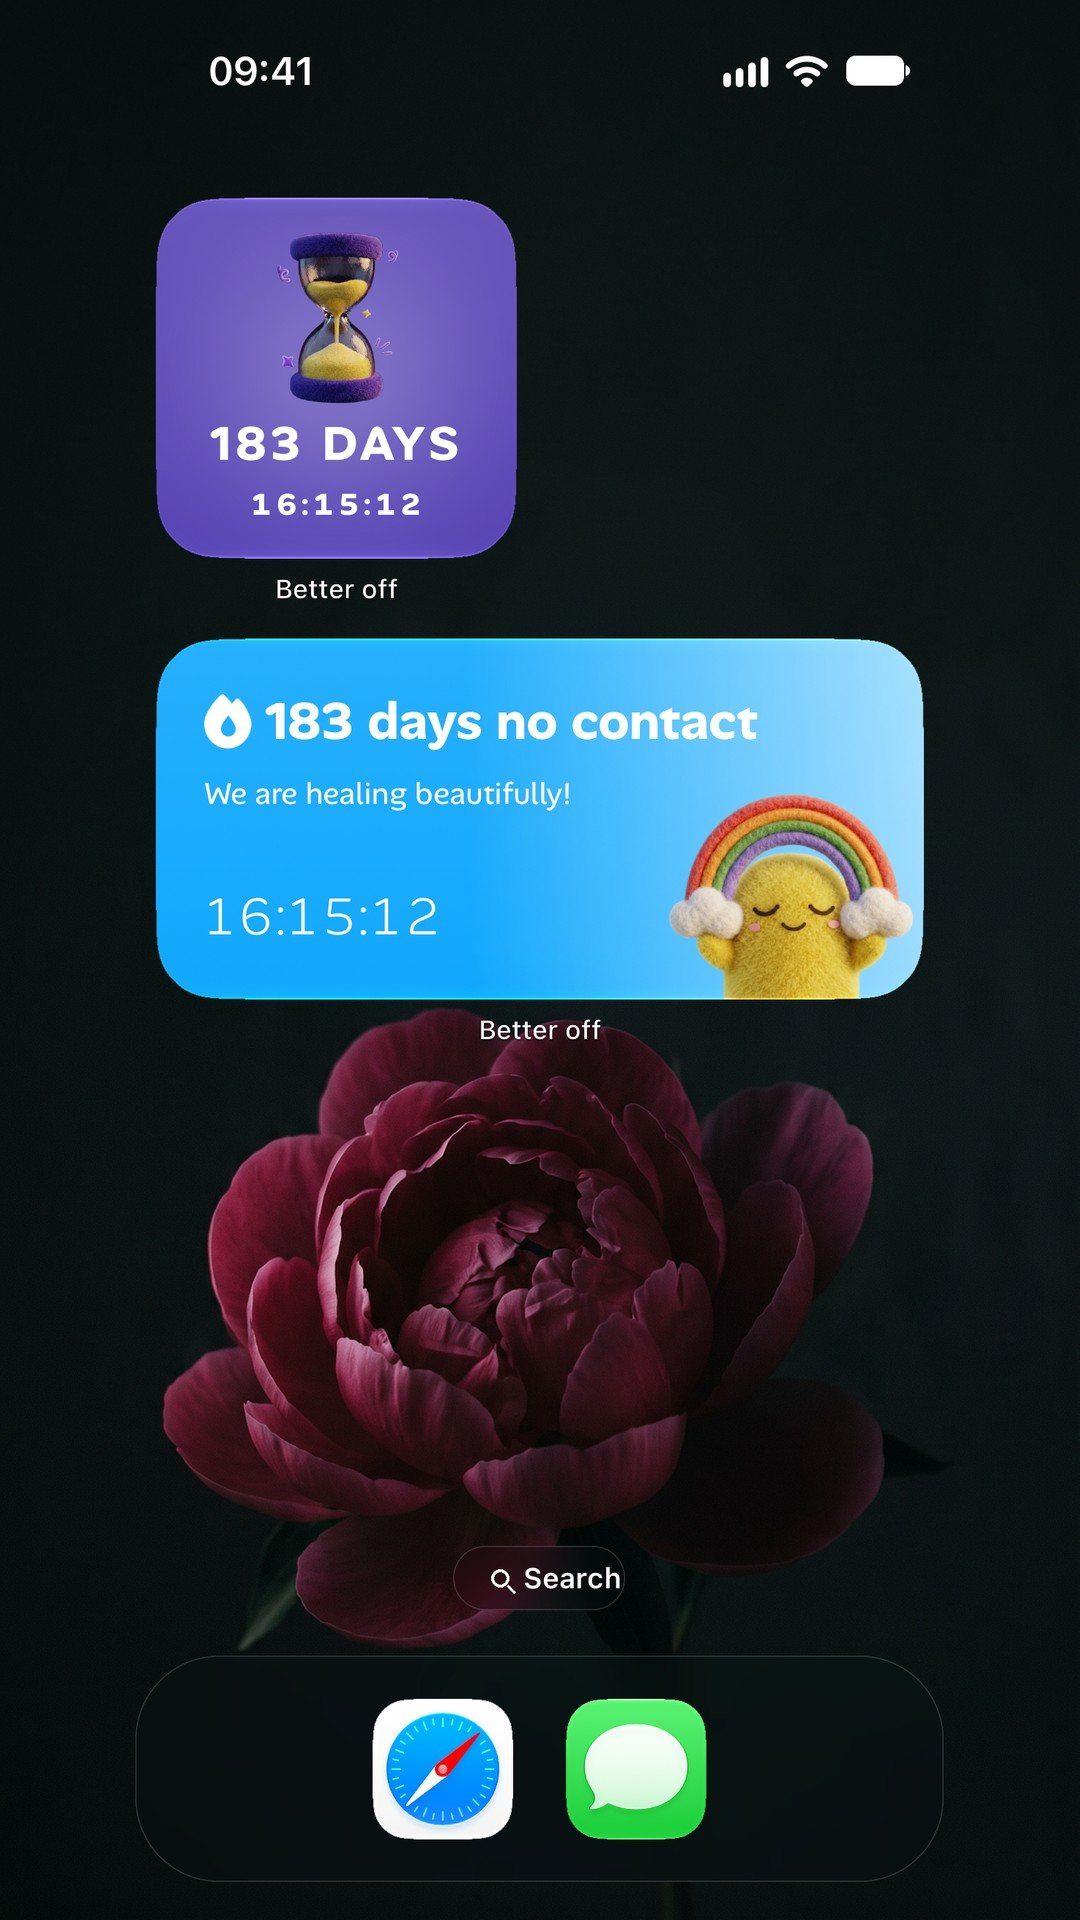 09:41
183 DAYS
16:15:12
Better off
183 days no contact
We are healing beautifully!
16:15:12
Better off
Search